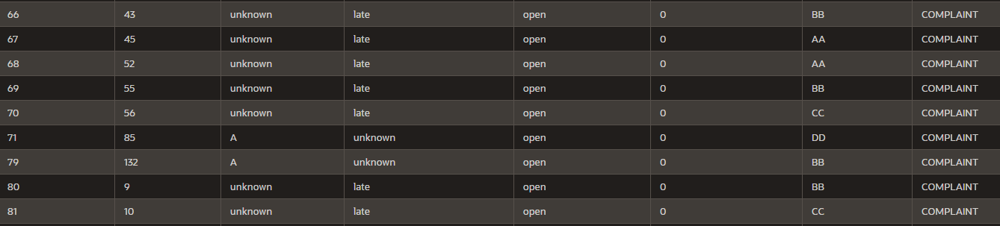 66 43 unknown late open 0 BB COMPLAINT
67 45 unknown late open 0 AA COMPLAINT
68 52 unknown late open 0 AA COMPLAINT
69 55 unknown late open 0 BB COMPLAINT
70 56 unknown late open 0 CC COMPLAINT
71 85 A unknown open 0 DD COMPLAINT
79 132 A unknown open 0 BB COMPLAINT
80 9 unknown late open 0 BB COMPLAINT
81 10 unknown late open 0 CC COMPLAINT